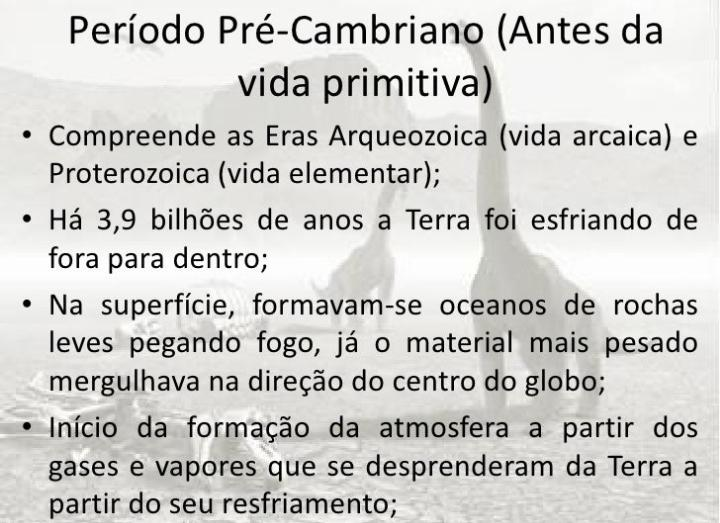 Período Pré-Cambriano (Antes da
vida primitiva)
• Compreende as Eras Arqueozoica (vida arcaica) e
Proterozoica (vida elementar);
• Há 3,9 bilhões de anos a Terra foi esfriando de
fora para dentro;
• Na superfície, formavam-se oceanos de rochas
leves pegando fogo, já o material mais pesado
mergulhava na direção do centro do globo;
• Início da formação da atmosfera a partir dos
gases e vapores que se desprenderam da Terra a
partir do seu resfriamento;